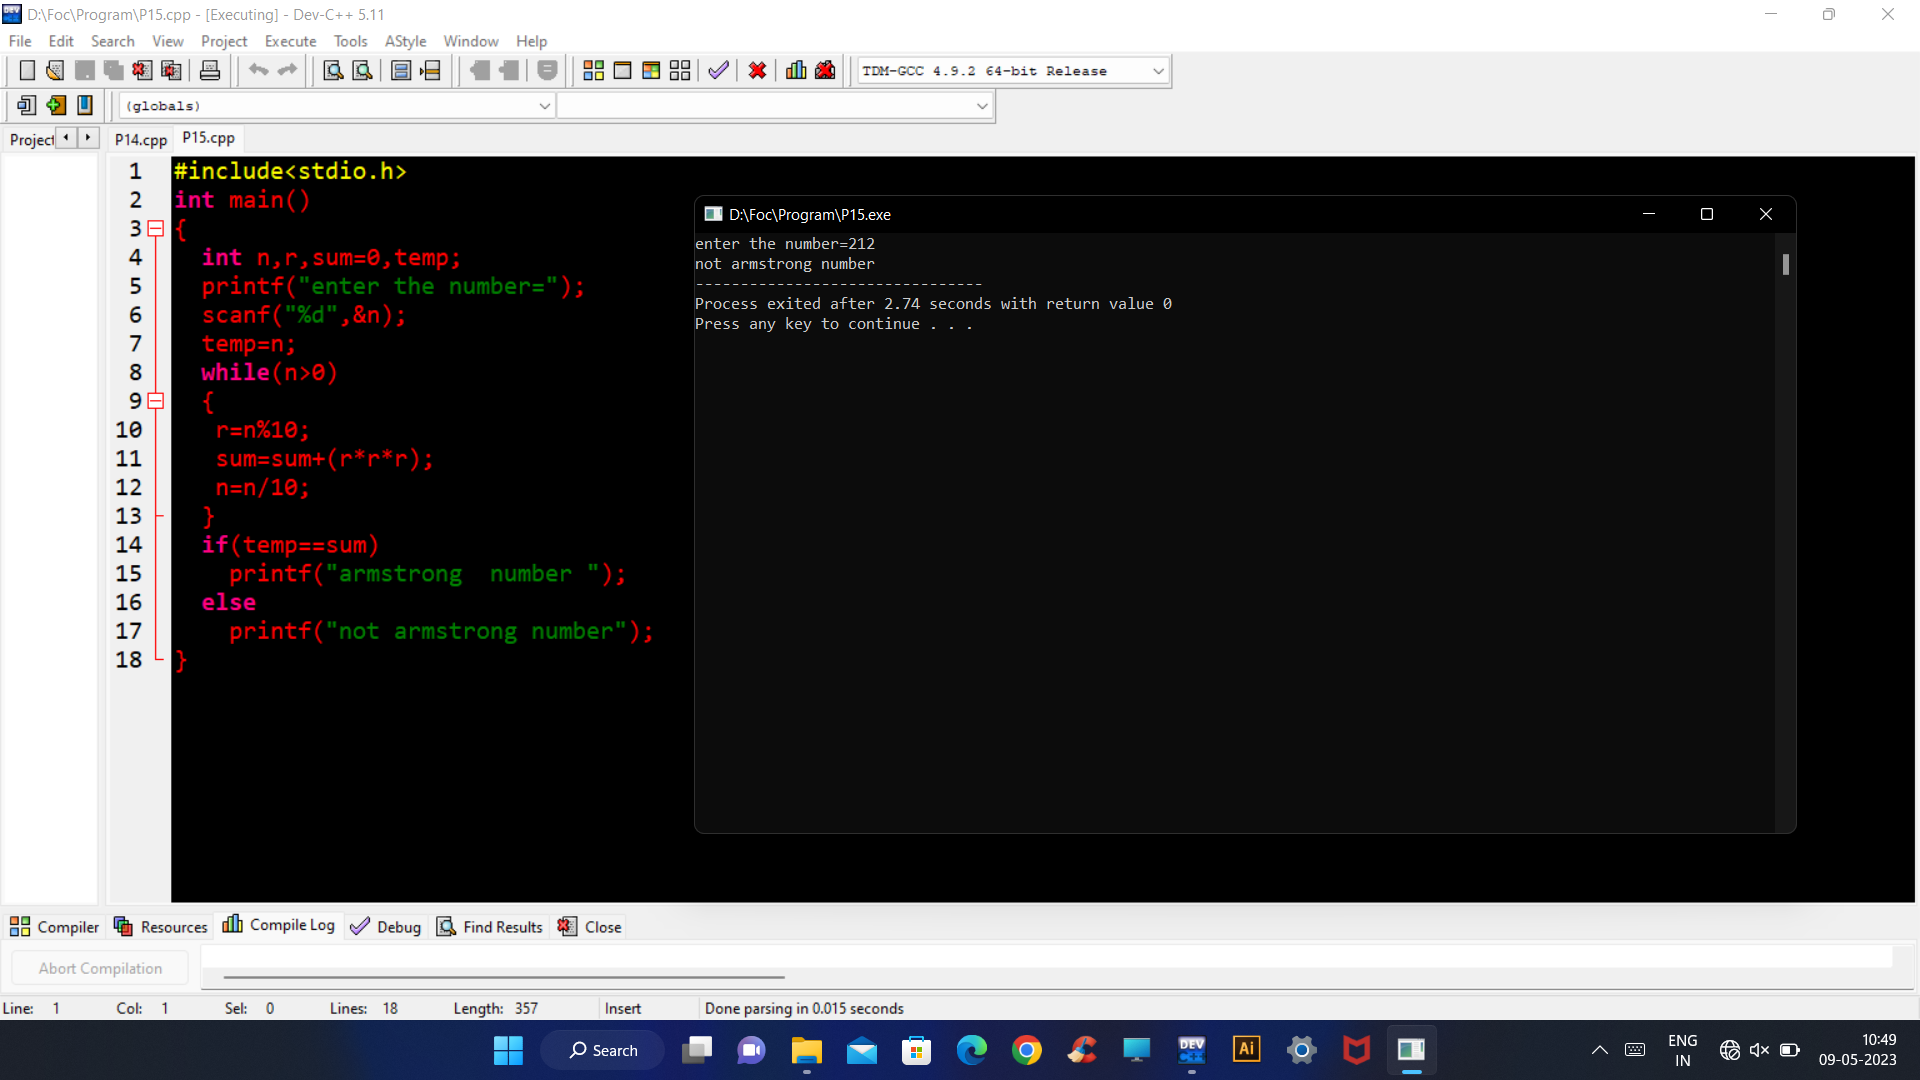 D:\Foc\Program\P15.cpp - [Executing] - Dev-C++ 5.11
File Edit Search View Project Execute Tools AStyle Window Help
TDM-GCC 4.9.2 64-bit Release
(globals)
Project P14.cpp P15.cpp
1 #include<stdio.h>
2 int main()
3 {
4 int n,r,sum=0,temp;
5 printf("enter the number=");
6 scanf("%d",&n);
7 temp=n;
8 while(n>0)
9 {
10 r=n%10;
11 sum=sum+(r*r*r);
12 n=n/10;
13 }
14 if(temp==sum)
15 printf("armstrong  number ");
16 else
17 printf("not armstrong number");
18 }
D:\Foc\Program\P15.exe
enter the number=212
not armstrong number
--------------------------------
Process exited after 2.74 seconds with return value 0
Press any key to continue . . .
Compiler Resources Compile Log Debug Find Results Close
Abort Compilation
Line: 1 Col: 1 Sel: 0 Lines: 18 Length: 357 Insert Done parsing in 0.015 seconds
Search
DEV C++
Ai
ENG
IN
10:49
09-05-2023